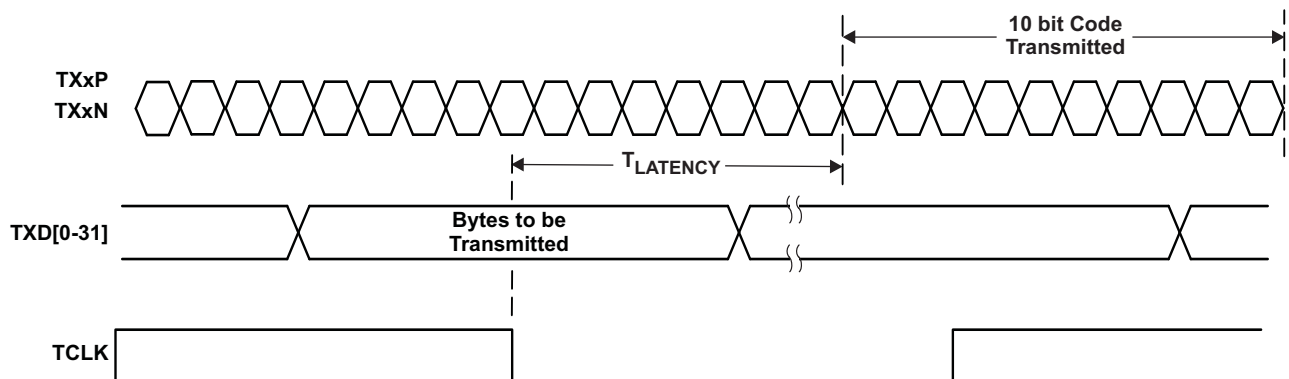 10 bit Code
Transmitted
TXxP
TXxN
TLATENCY
TXD[0-31]
Bytes to be
Transmitted
TCLK